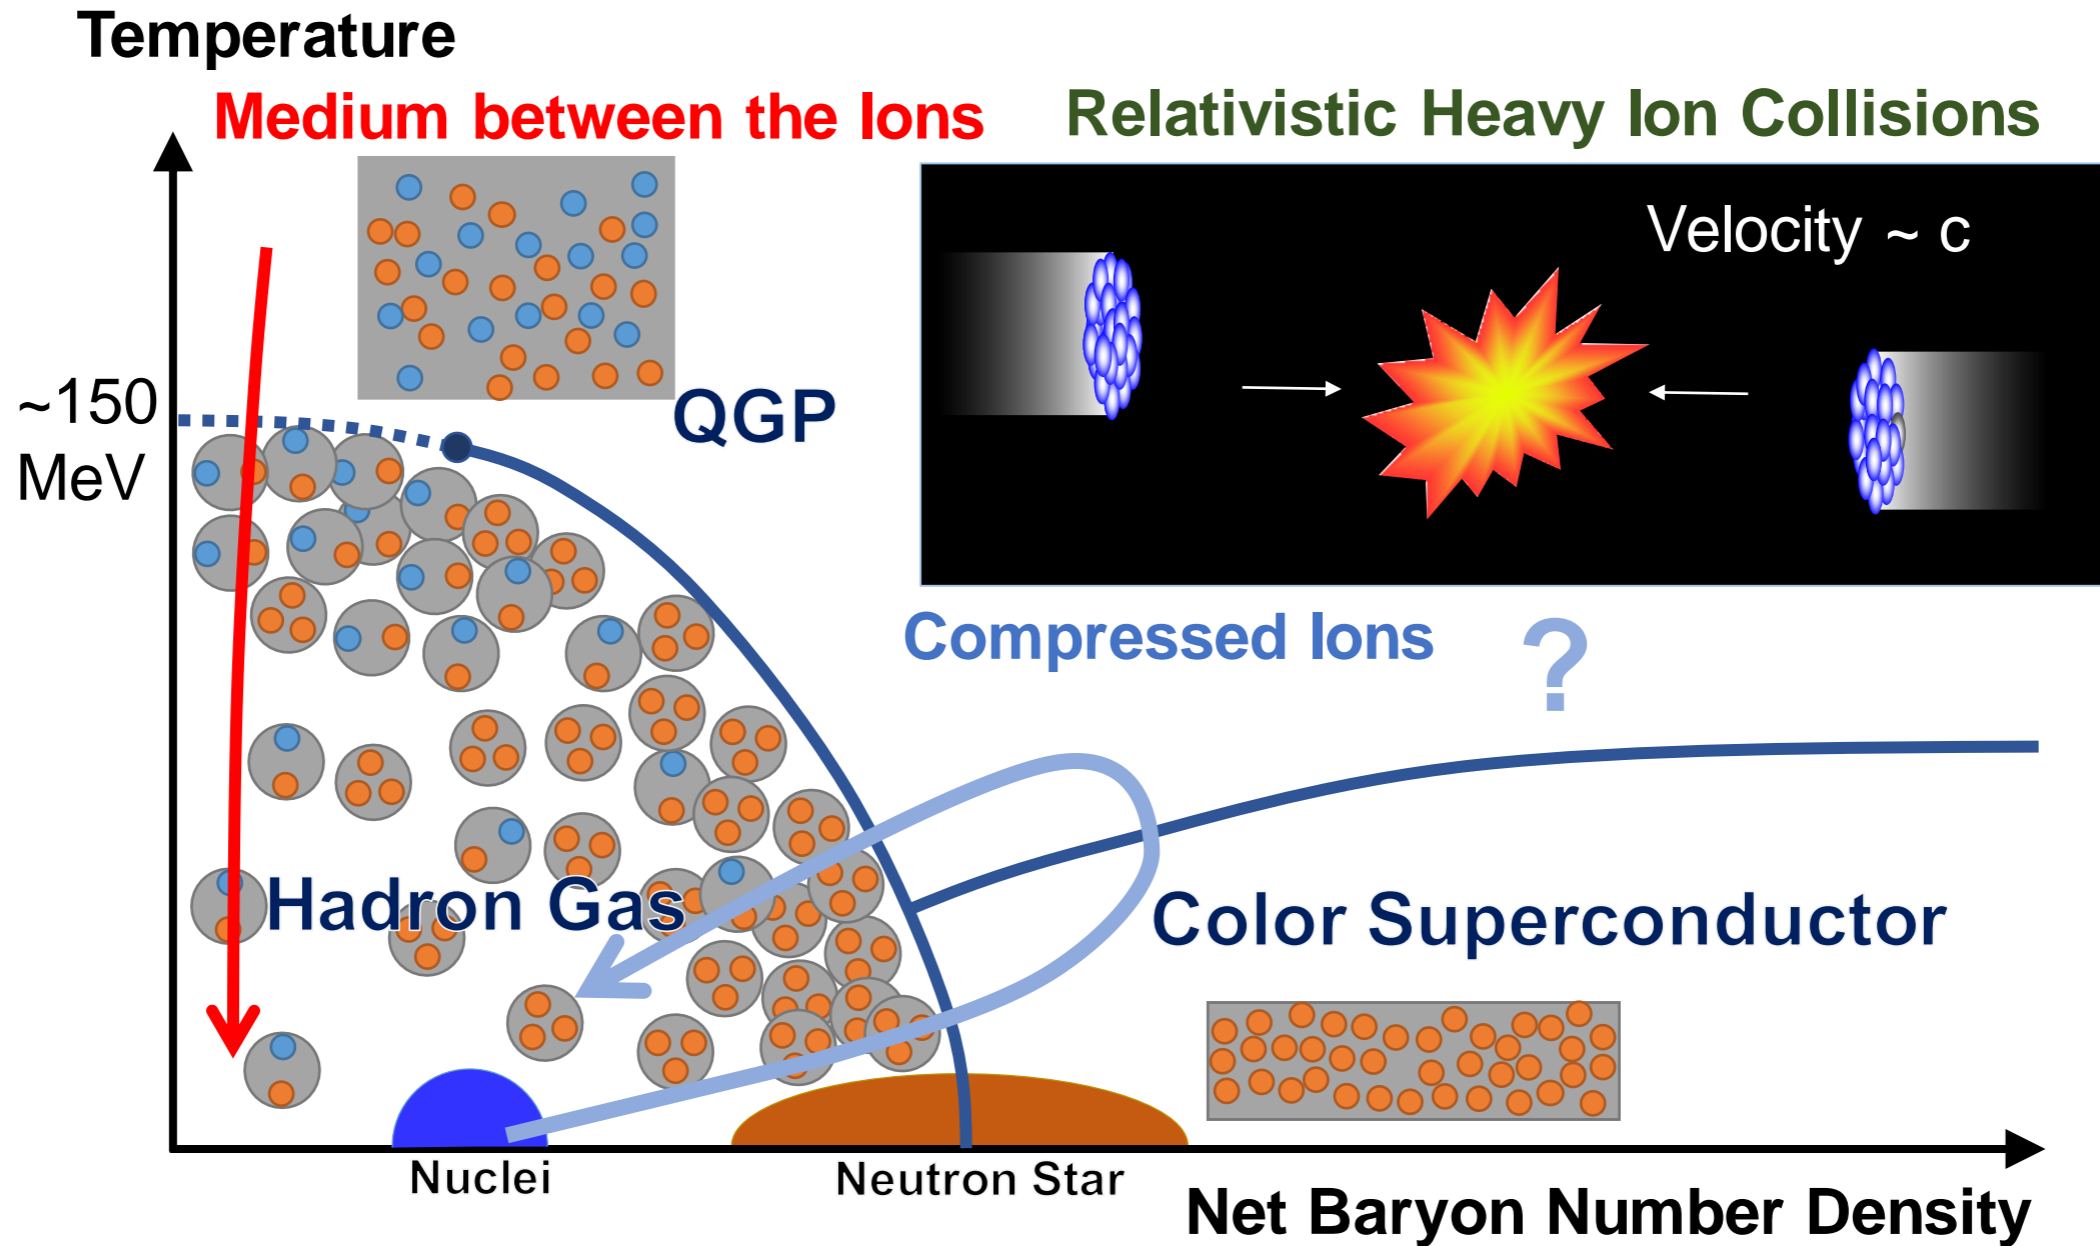 Temperature
Medium between the Ions
Relativistic Heavy Ion Collisions
Velocity ~ c
~150
MeV
QGP
Compressed Ions
?
Hadron Gas
Color Superconductor
Nuclei
Neutron Star
Net Baryon Number Density